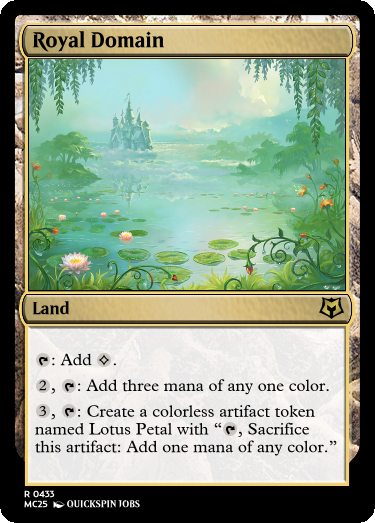 Royal Domain
Land
: Add .
2, : Add three mana of any one color.
3, : Create a colorless artifact token
named Lotus Petal with “, Sacrifice
this artifact: Add one mana of any color.”
R 0433
MC25 QUICKSPIN JOBS